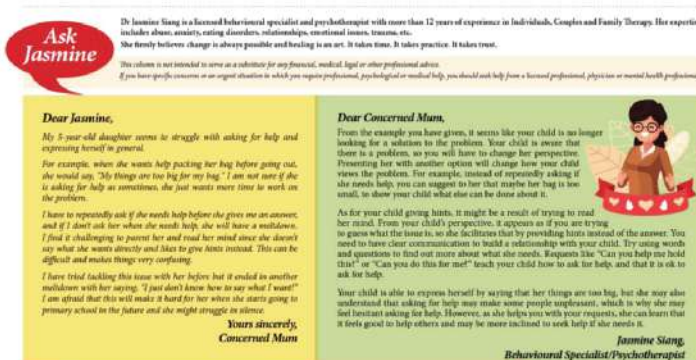 Ask
Jasmine
Dr Jasmine Siang is a licensed behavioural specialist and psychotherapist with more than 12 years of experience in Individuals, Couples and Family Therapy. Her expertise
includes abuse, anxiety, eating disorders, relationships, emotional issues, trauma, etc.
She firmly believes change is always possible and healing is an art. It takes time. It takes practice. It takes trust.
This column is not intended to serve as a substitute for any financial, medical, legal or other professional advice.
If you have specific concerns or an urgent situation in which you require professional, psychological or medical help, you should seek help from a licensed professional, physician or mental health professional.
Dear Jasmine,
My 5-year-old daughter seems to struggle with asking for help and
expressing herself in general.
For example, when she wants help packing her bag before going out,
she would say, "My things are too big for my bag." I am not sure if she
is asking for help as sometimes, she just wants more time to work on
the problem.
I have to repeatedly ask if she needs help before she gives me an answer,
and if I don't ask her when she needs help, she will have a meltdown.
I find it challenging to parent her and read her mind since she doesn't
say what she wants directly and likes to give hints instead. This can be
difficult and makes things very confusing.
I have tried tackling this issue with her before but it ended in another
meltdown with her saying, "I just don't know how to say what I want!"
I am afraid that this will make it hard for her when she starts going to
primary school in the future and she might struggle in silence.
Yours sincerely,
Concerned Mum
Dear Concerned Mum,
From the example you have given, it seems like your child is no longer
looking for a solution to the problem. Your child is aware that
there is a problem, so you will have to change her perspective.
Presenting her with another option will change how your child
views the problem. For example, instead of repeatedly asking if
she needs help, you can suggest to her that maybe her bag is too
small, to show your child what else can be done about it.
As for your child giving hints, it might be a result of trying to read
her mind. From your child's perspective, it appears as if you are trying
to guess what the issue is, so she facilitates that by providing hints instead of the answer. You
need to have clear communication to build a relationship with your child. Try using words
and questions to find out more about what she needs. Requests like "Can you help me hold
this?" or "Can you do this for me?" teach your child how to ask for help, and that it is ok to
ask for help.
Your child is able to express herself by saying that her things are too big, but she may also
understand that asking for help may make some people unpleasant, which is why she may
feel hesitant asking for help. However, as she helps you with your requests, she can learn that
it feels good to help others and may be more inclined to seek help if she needs it.
Jasmine Siang,
Behavioural Specialist/Psychotherapist